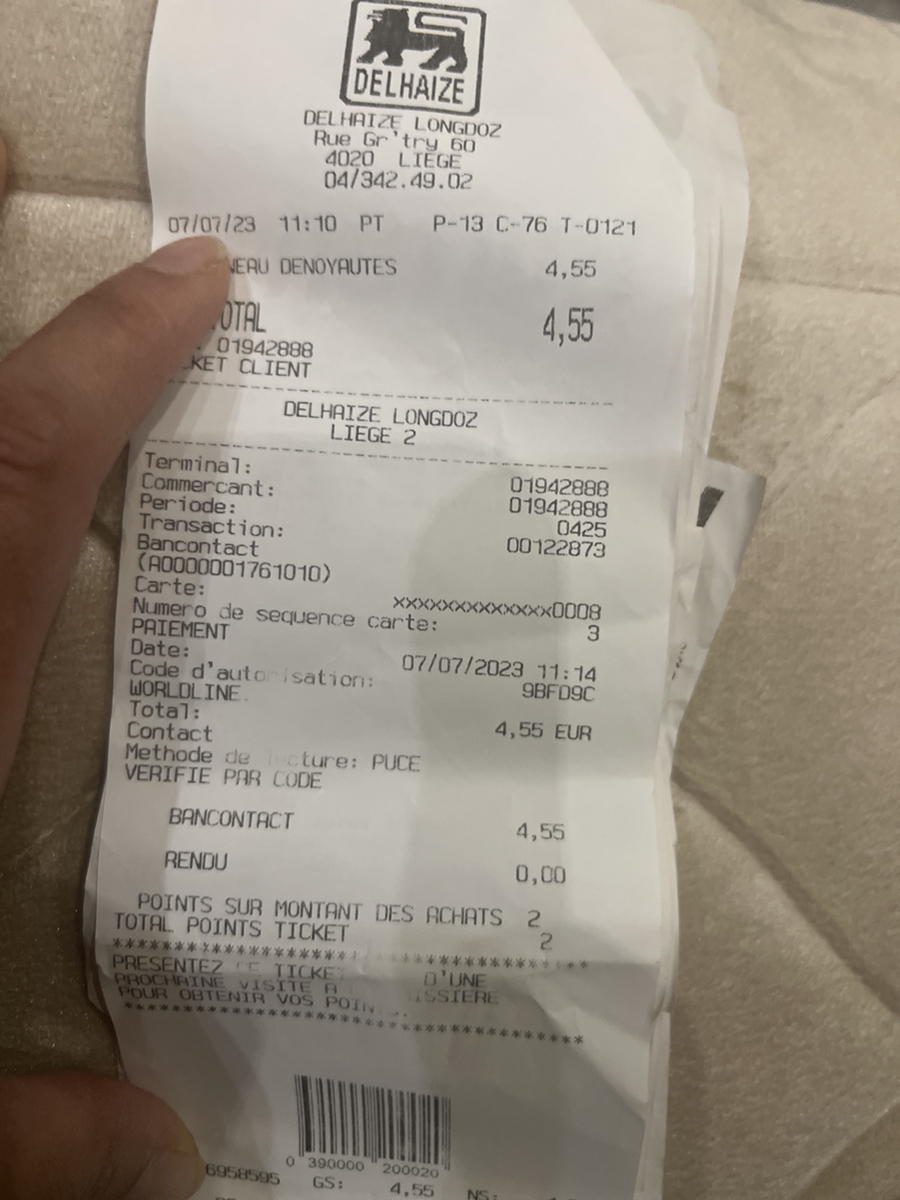 DELHAIZE
DELHAIZE LONGDOZ
Rue Gr'try 60
4020 LIEGE
04/342.49.02
07/07/23 11:10 PT P-13 C-76 T-0121
DENOYAUTES 4,55
4,55
01942888
CLIENT
DELHAIZE LONGDOZ
LIEGE 2
Terminal: 01942888
Commercant: 01942888
Periode: 0425
Transaction: 00122873
Bancontact
(A0000001761010)
Carte: xxxxxxxxxxxxx0008
Numero de sequence carte: 3
PAIEMENT
Date: 07/07/2023 11:14
Code d'autorisation: 9BFD9C
WORLDLINE
Total: 4,55 EUR
Contact
Methode de lecture: PUCE
VERIFIE PAR CODE
BANCONTACT 4,55
RENDU 0,00
POINTS SUR MONTANT DES ACHATS 2
TOTAL POINTS TICKET 2
**************************************
PRESENTEZ CE TICKET D'UNE
PROCHAINE VISITE A
POUR OBTENIR VOS POINTS.
**************************************
0 390000 200020
6958595 GS: 4,55 NS: